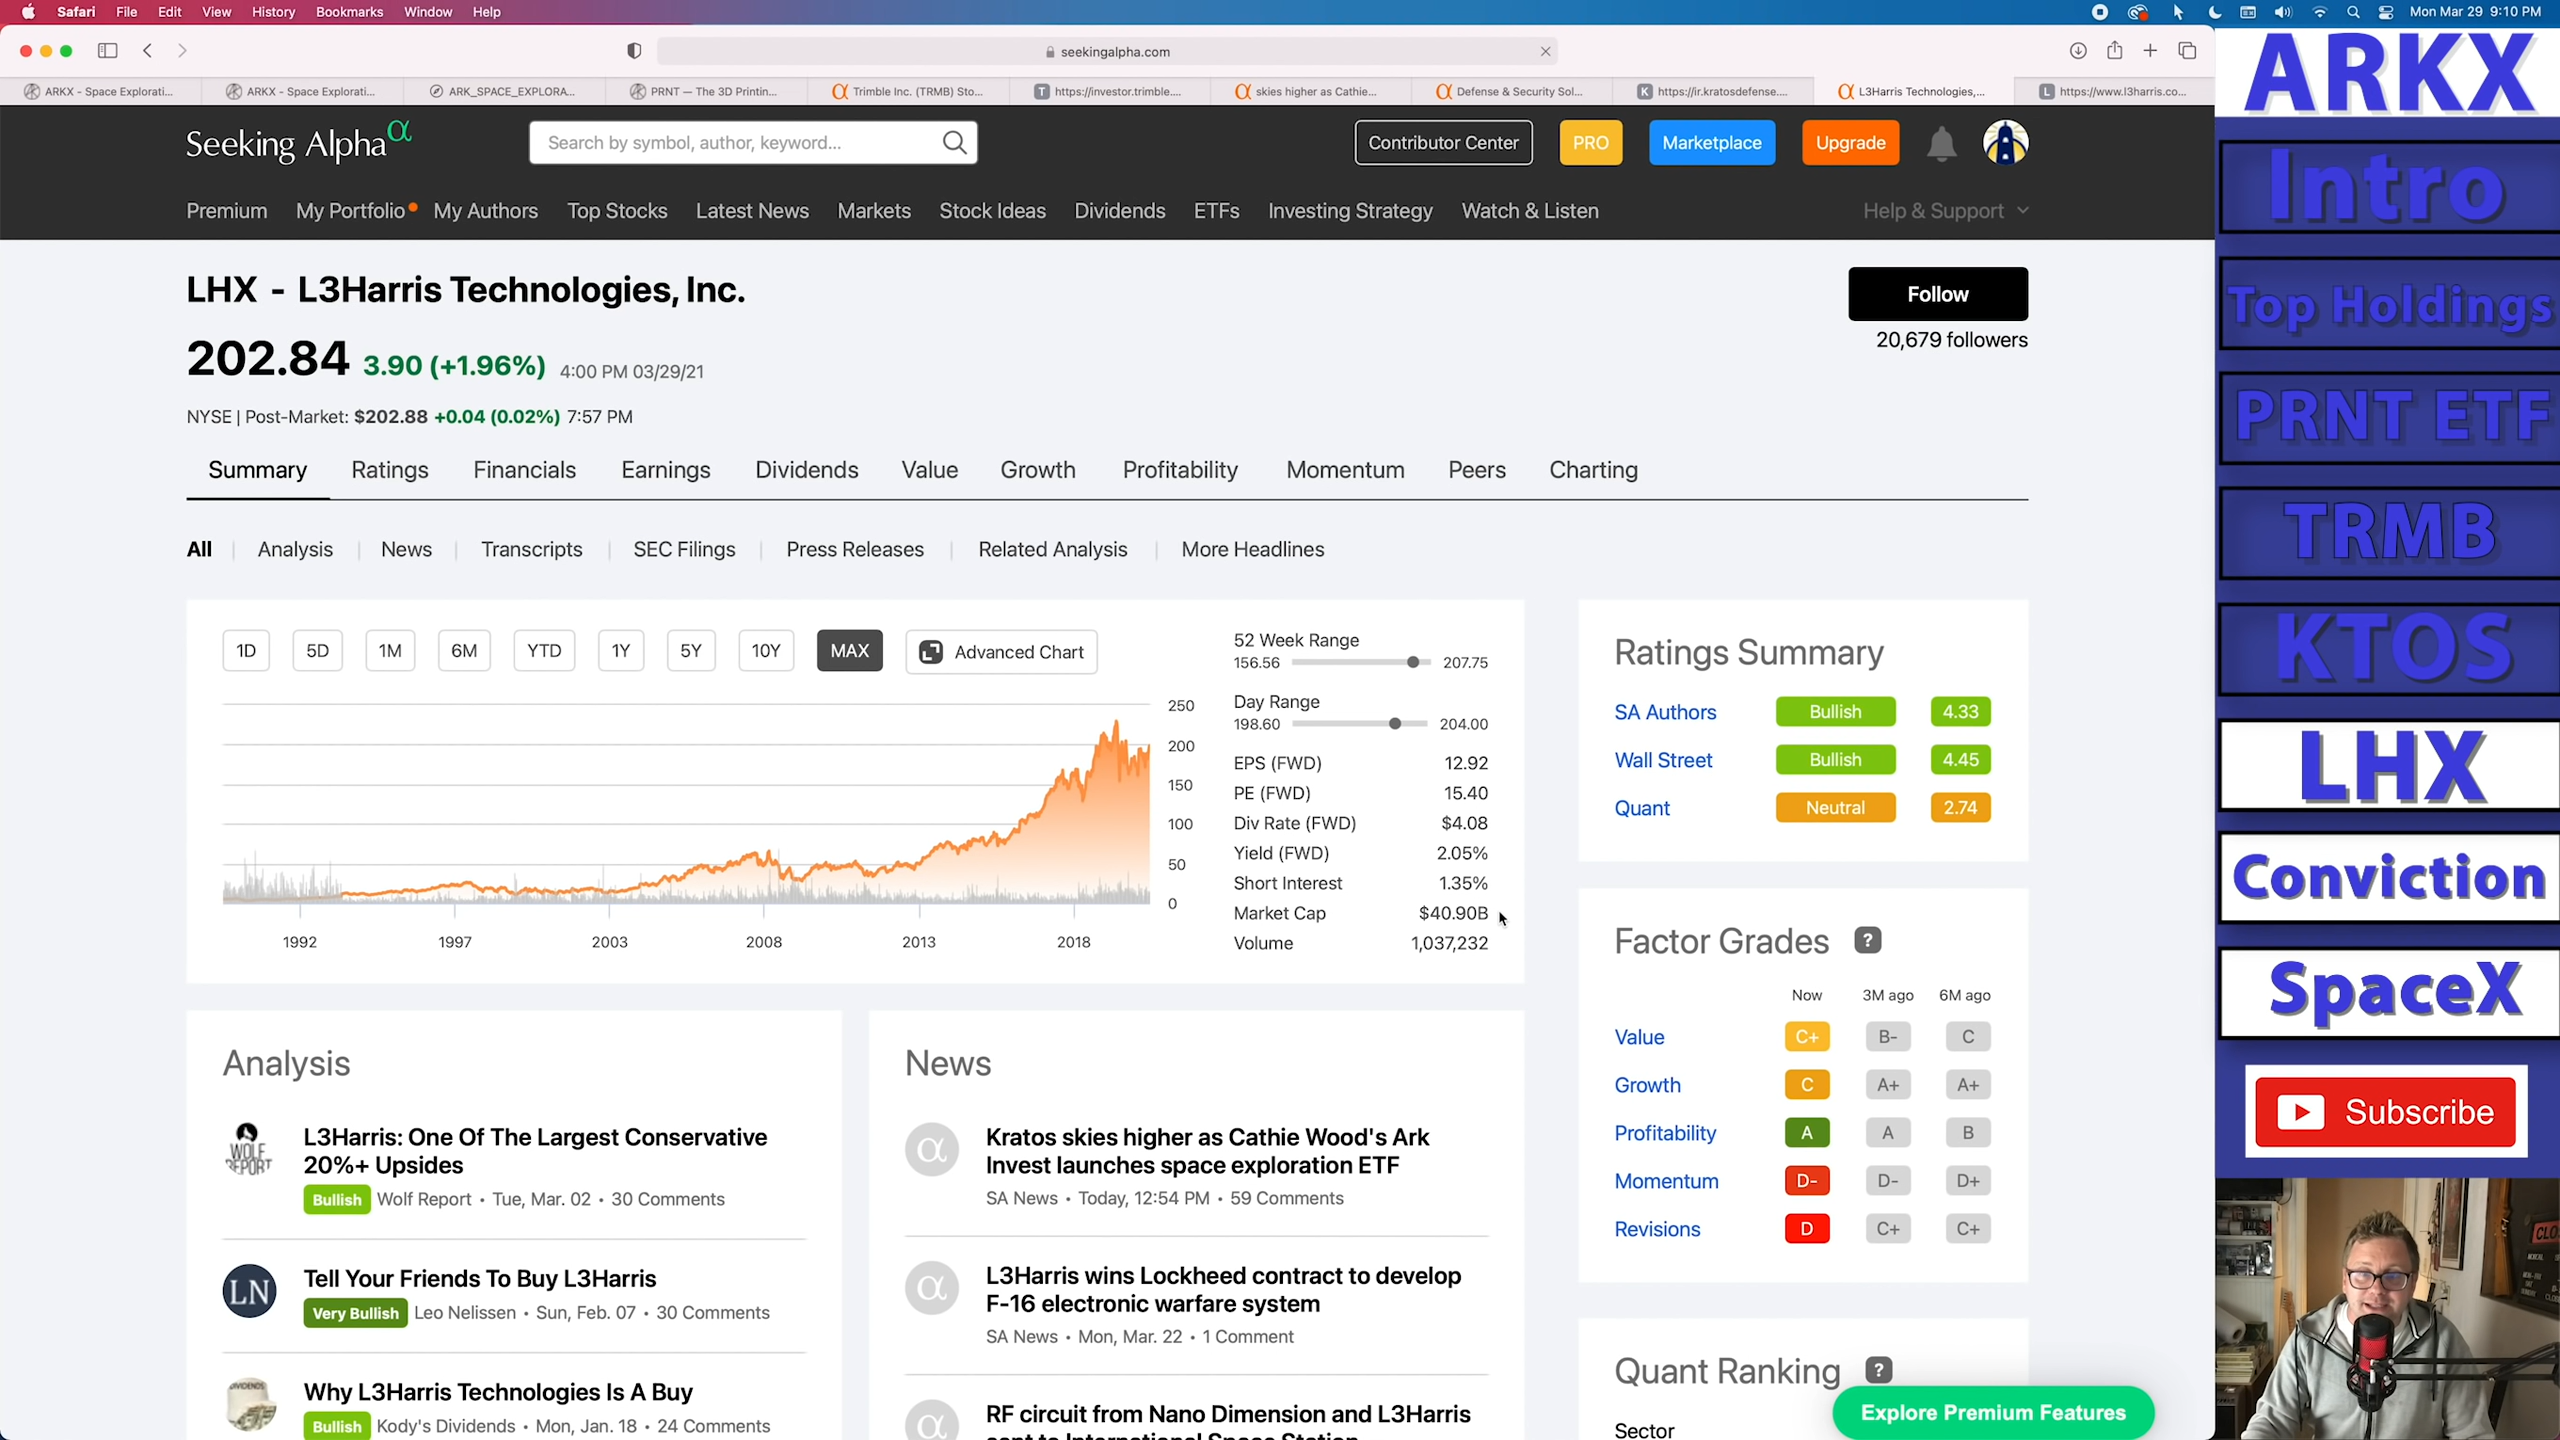 Safari File Edit View History Bookmarks Window Help Mon Mar 29 9:10 PM
seekingalpha.com
ARKX - Space Explorati... ARKX - Space Explorati... ARK_SPACE_EXPLORA... PRNT — The 3D Printin... Trimble Inc. (TRMB) Sto... https://investor.trimble.... skies higher as Cathie... Defense & Security Sol... https://ir.kratosdefense.... L3Harris Technologies,... https://www.l3harris.co...
Seeking Alpha α
Search by symbol, author, keyword...
Contributor Center PRO Marketplace Upgrade
Premium My Portfolio My Authors Top Stocks Latest News Markets Stock Ideas Dividends ETFs Investing Strategy Watch & Listen Help & Support
LHX - L3Harris Technologies, Inc.
Follow
20,679 followers
202.84 3.90 (+1.96%) 4:00 PM 03/29/21
NYSE | Post-Market: $202.88 +0.04 (0.02%) 7:57 PM
Summary Ratings Financials Earnings Dividends Value Growth Profitability Momentum Peers Charting
All | Analysis | News | Transcripts | SEC Filings | Press Releases | Related Analysis | More Headlines
1D 5D 1M 6M YTD 1Y 5Y 10Y MAX Advanced Chart
250
200
150
100
50
0
1992 1997 2003 2008 2013 2018
52 Week Range
156.56 207.75
Day Range
198.60 204.00
EPS (FWD) 12.92
PE (FWD) 15.40
Div Rate (FWD) $4.08
Yield (FWD) 2.05%
Short Interest 1.35%
Market Cap $40.90B
Volume 1,037,232
Ratings Summary
SA Authors Bullish 4.33
Wall Street Bullish 4.45
Quant Neutral 2.74
Factor Grades ?
Now 3M ago 6M ago
Value C+ B- C
Growth C A+ A+
Profitability A A B
Momentum D- D- D+
Revisions D C+ C+
Quant Ranking ?
Sector
Explore Premium Features
Analysis
WOLF REPORT
L3Harris: One Of The Largest Conservative
20%+ Upsides
Bullish Wolf Report • Tue, Mar. 02 • 30 Comments
LN
Tell Your Friends To Buy L3Harris
Very Bullish Leo Nelissen • Sun, Feb. 07 • 30 Comments
Why L3Harris Technologies Is A Buy
Bullish Kody's Dividends • Mon, Jan. 18 • 24 Comments
News
Kratos skies higher as Cathie Wood's Ark
Invest launches space exploration ETF
SA News • Today, 12:54 PM • 59 Comments
L3Harris wins Lockheed contract to develop
F-16 electronic warfare system
SA News • Mon, Mar. 22 • 1 Comment
RF circuit from Nano Dimension and L3Harris
sent to International Space Station
ARKX
Intro
Top Holdings
PRNT ETF
TRMB
KTOS
LHX
Conviction
SpaceX
Subscribe